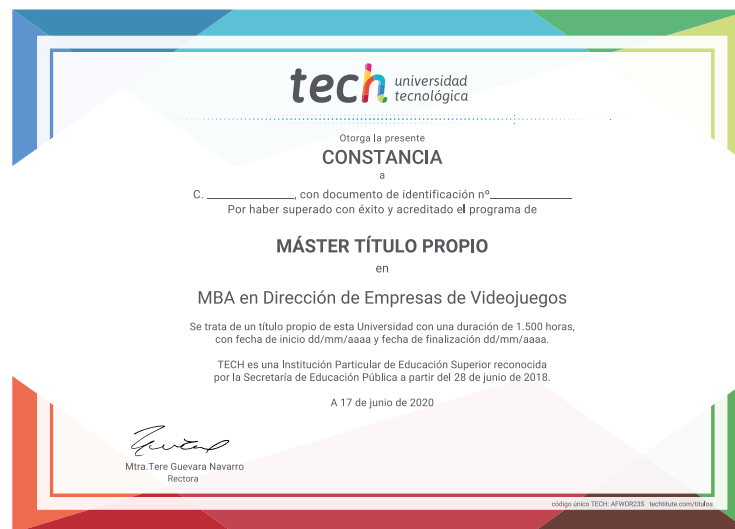 tech universidad
tecnológica
Otorga la presente
CONSTANCIA
a
C. ________________, con documento de identificación nº______________
Por haber superado con éxito y acreditado el programa de
MÁSTER TÍTULO PROPIO
en
MBA en Dirección de Empresas de Videojuegos
Se trata de un título propio de esta Universidad con una duración de 1.500 horas,
con fecha de inicio dd/mm/aaaa y fecha de finalización dd/mm/aaaa.
TECH es una Institución Particular de Educación Superior reconocida
por la Secretaría de Educación Pública a partir del 28 de junio de 2018.
A 17 de junio de 2020
Mtra.Tere Guevara Navarro
Rectora
código único TECH: AFWOR23S techtitute.com/titulos